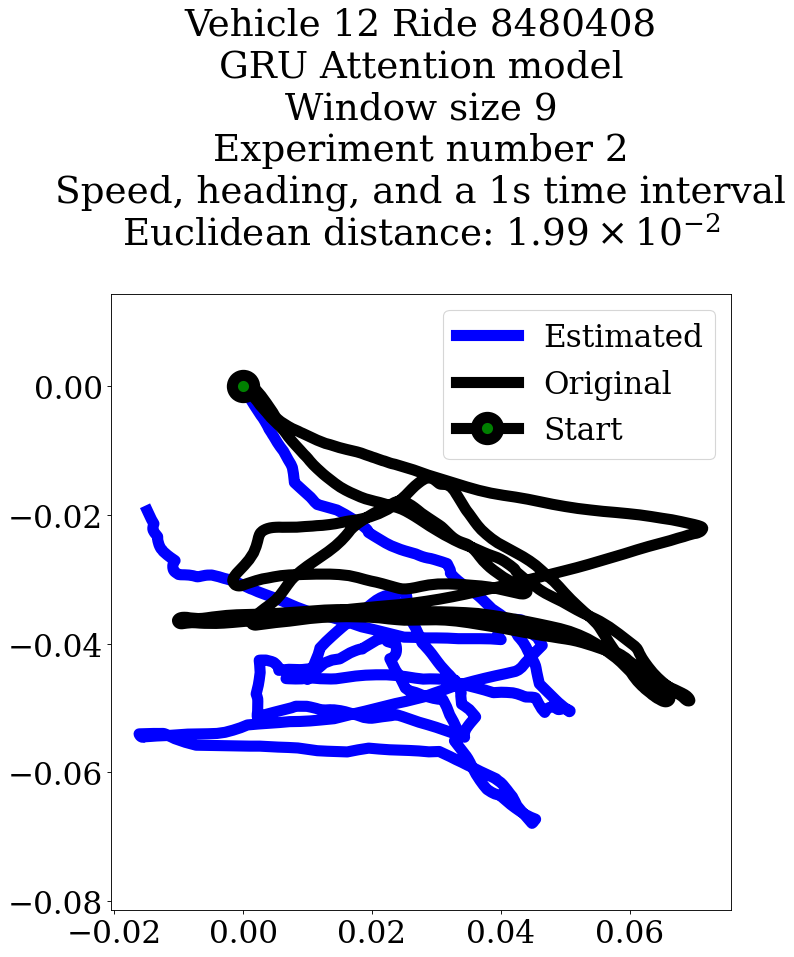 Vehicle 12 Ride 8480408
GRU Attention model
Window size 9
Experiment number 2
Speed, heading, and a 1s time interval
Euclidean distance: 1.99 × 10⁻²
Estimated
Original
Start
0.00
−0.02
−0.04
−0.06
−0.08
−0.02 0.00 0.02 0.04 0.06